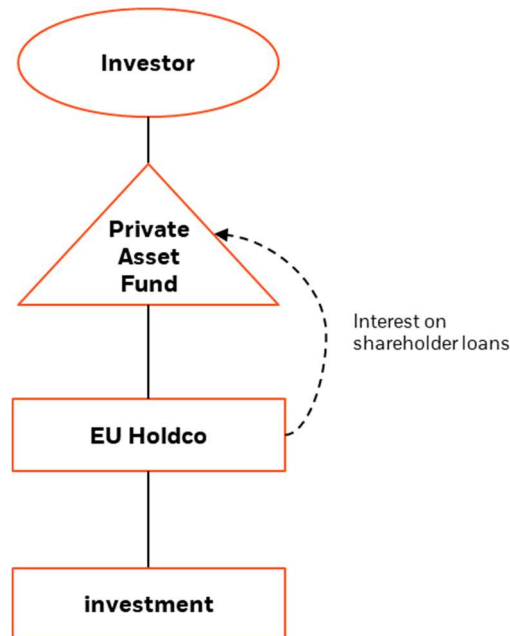 Investor
Private
Asset
Fund
Interest on
shareholder loans
EU Holdco
investment